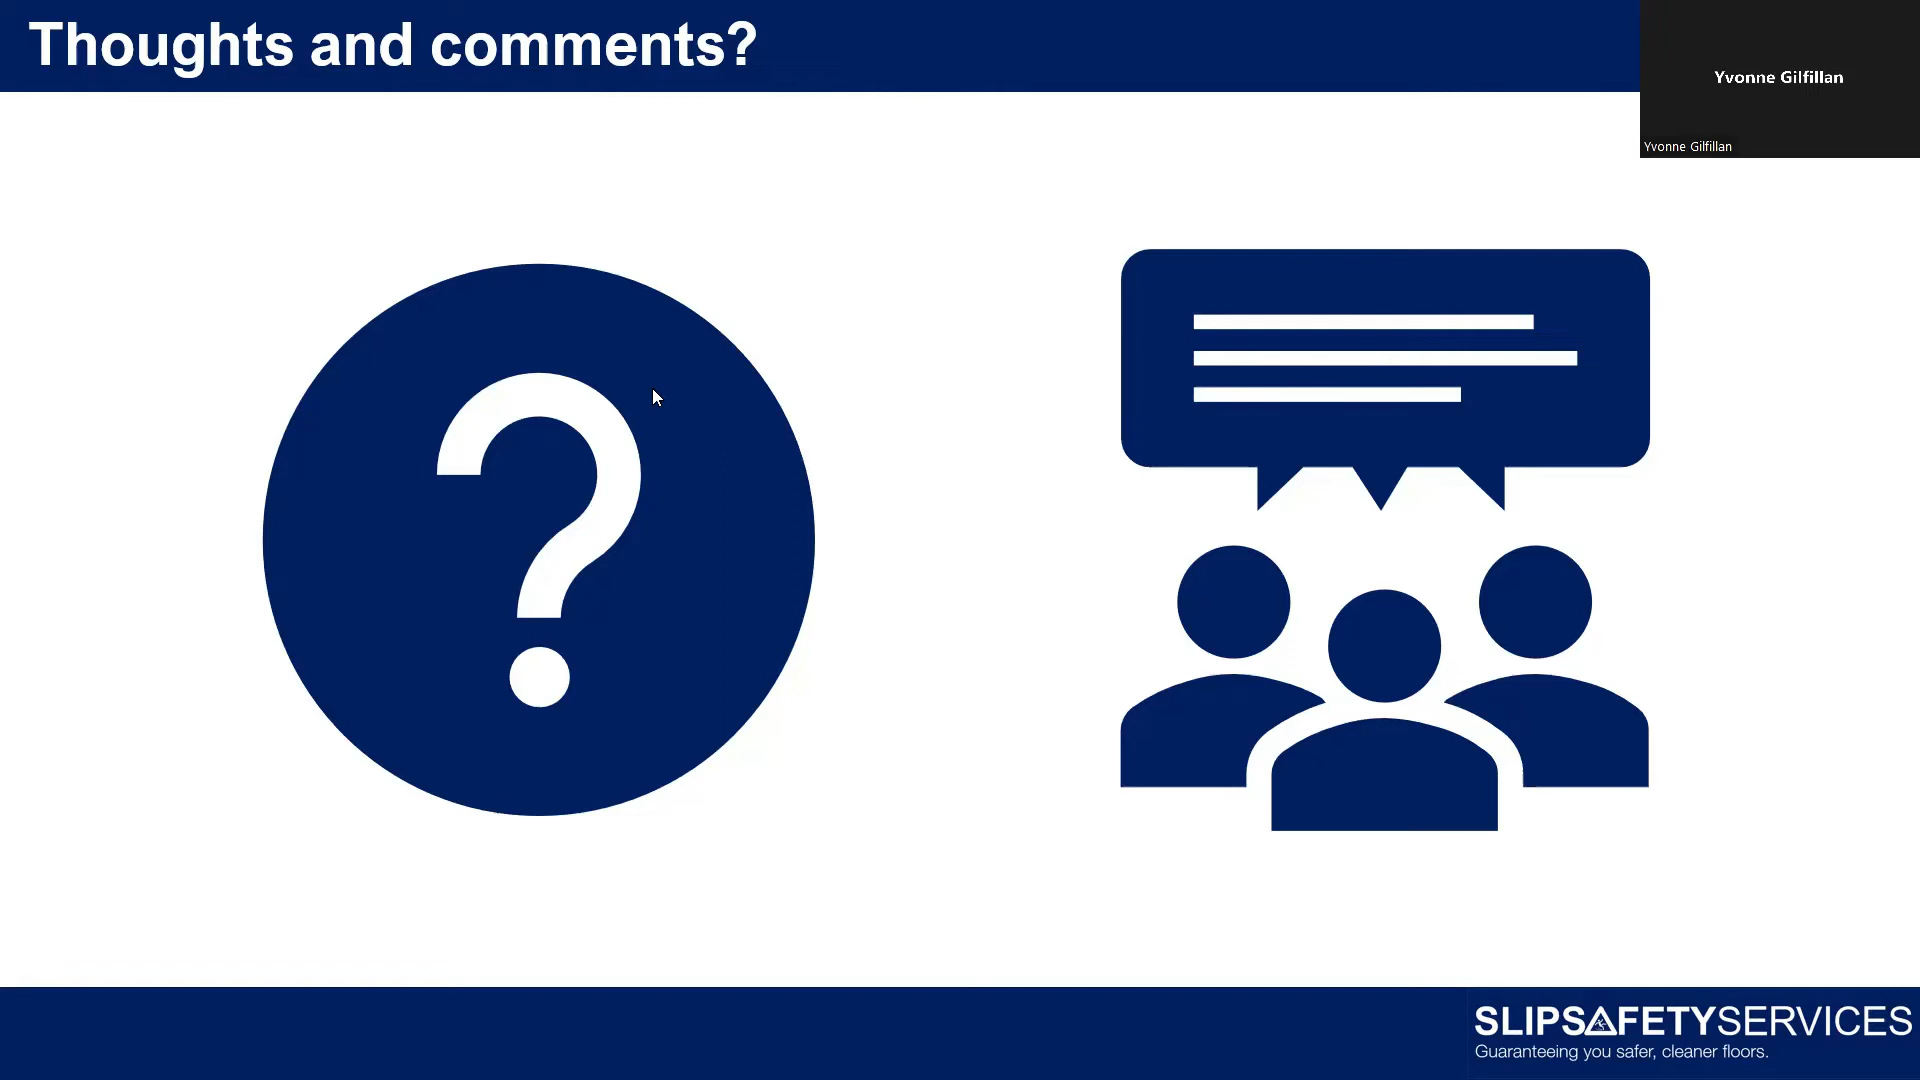 Thoughts and comments?
Yvonne Gilfillan
Yvonne Gilfillan
?
SLIPSAFETYSERVICES
Guaranteeing you safer, cleaner floors.